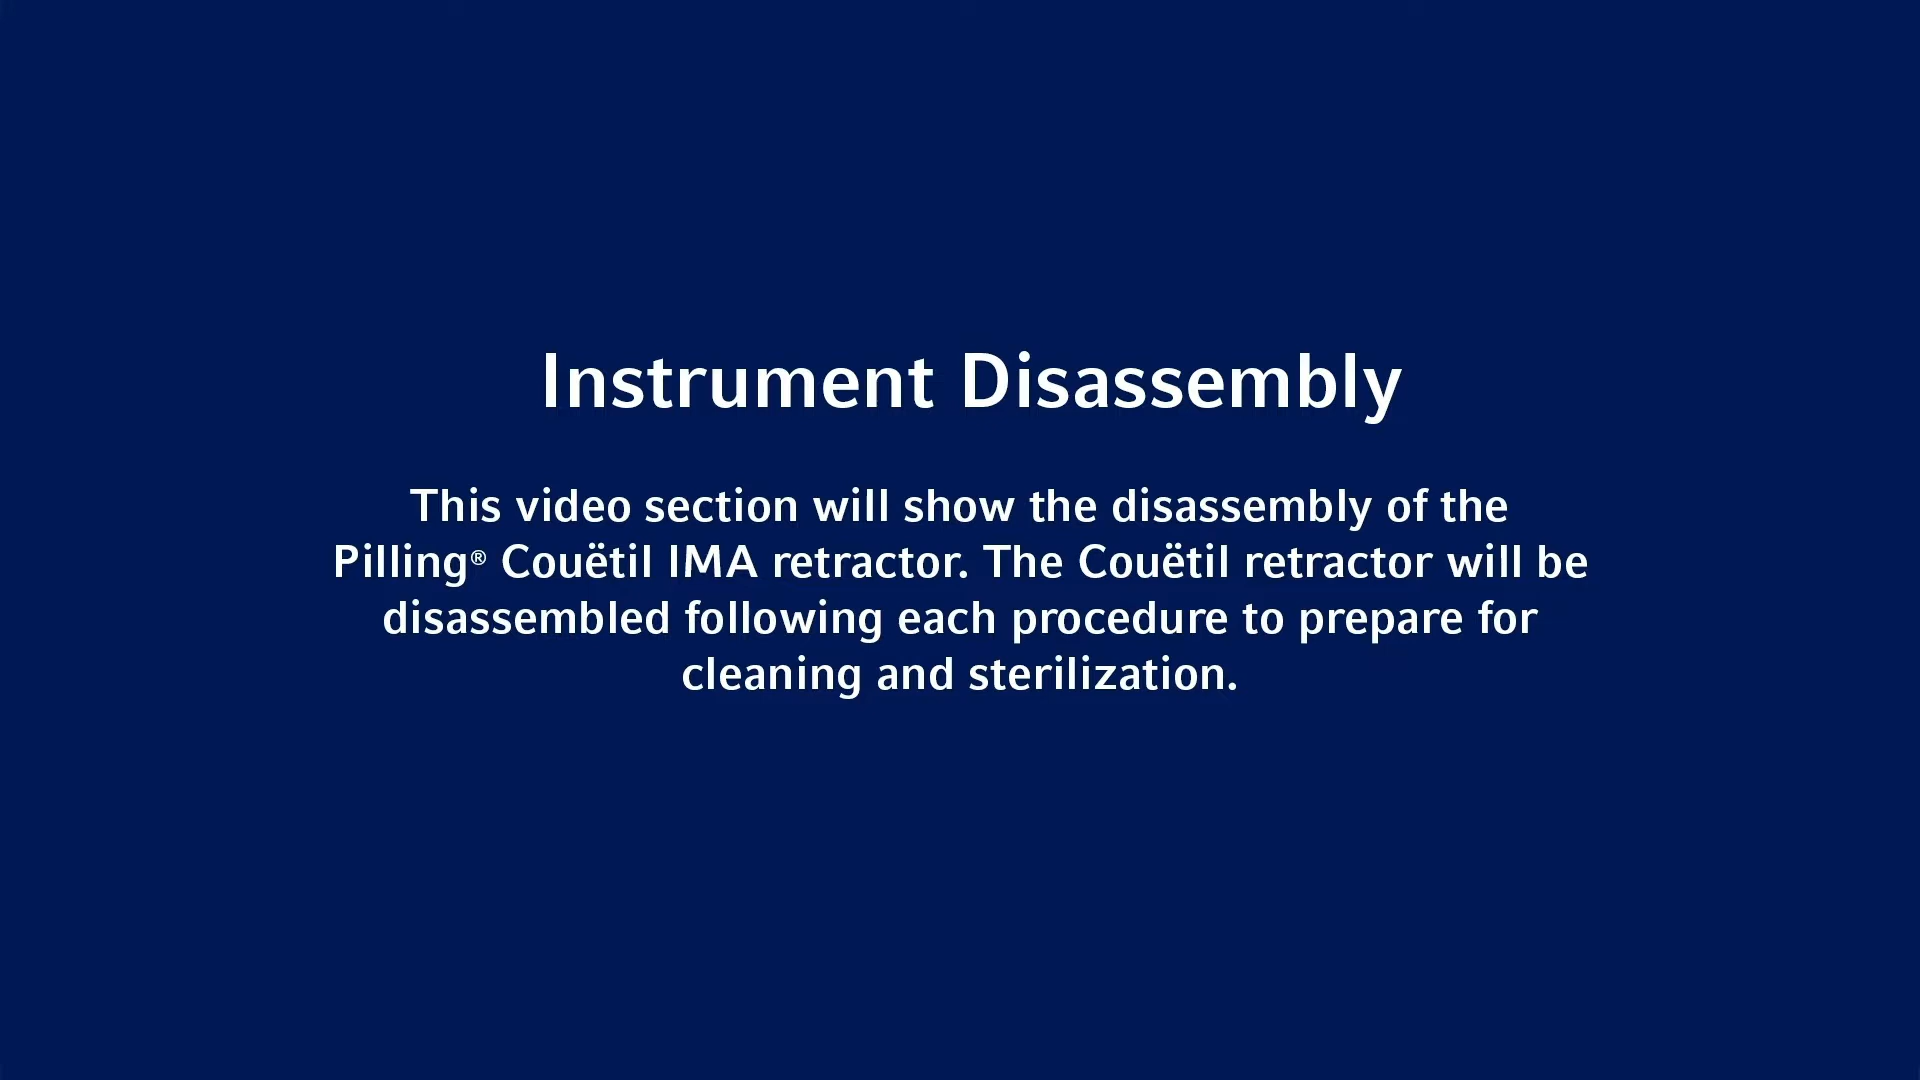 Instrument Disassembly
This video section will show the disassembly of the
Pilling® Couëtil IMA retractor. The Couëtil retractor will be
disassembled following each procedure to prepare for
cleaning and sterilization.